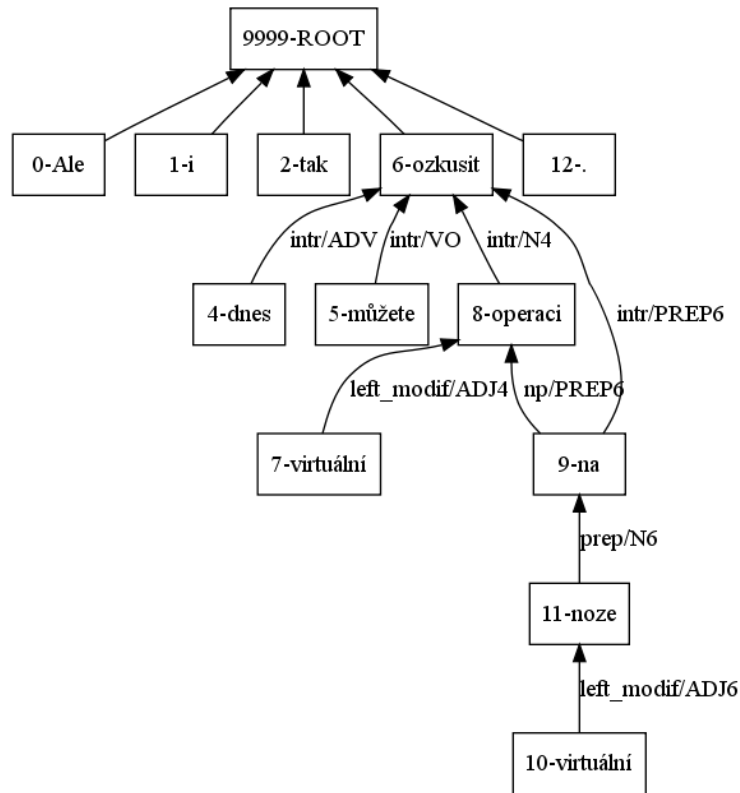 9999-ROOT
0-Ale
1-i
2-tak
6-ozkusit
12-.
intr/ADV
intr/VO
intr/N4
4-dnes
5-můžete
8-operaci
intr/PREP6
left_modif/ADJ4
np/PREP6
7-virtuální
9-na
prep/N6
11-noze
left_modif/ADJ6
10-virtuální